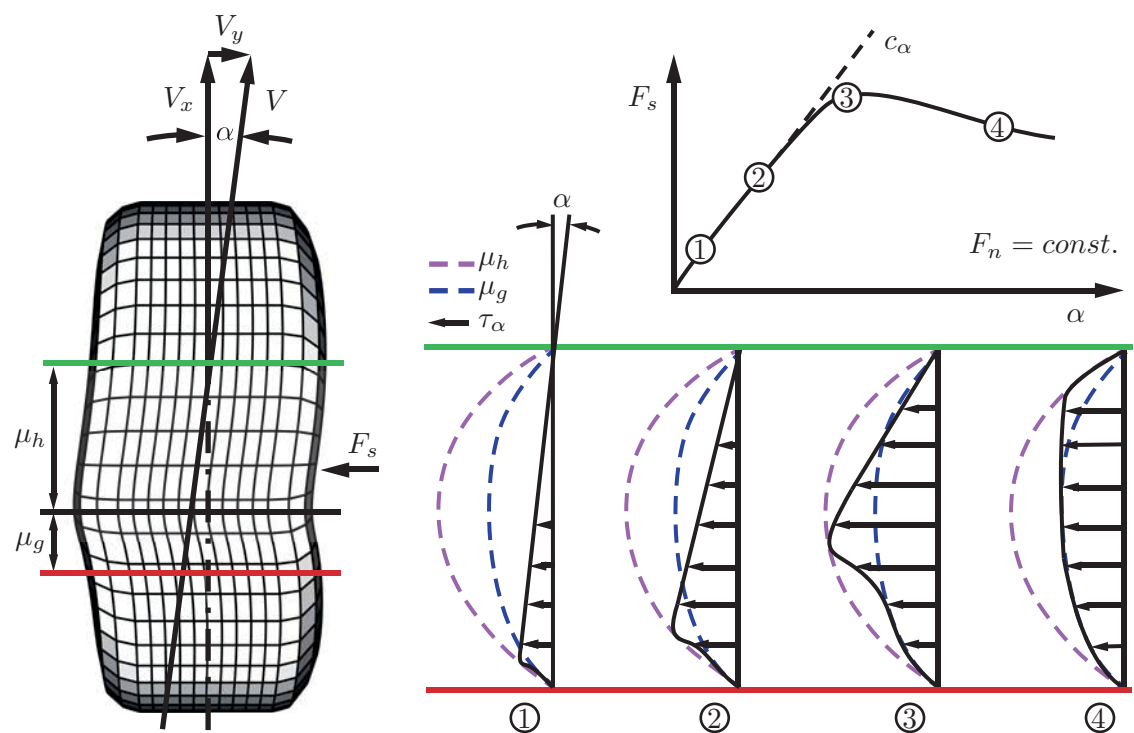 V_y
V_x
V
α
μ_h
μ_g
F_s
α
μ_h
μ_g
τ_α
F_s
c_α
①
②
③
④
F_n = const.
α
①
②
③
④